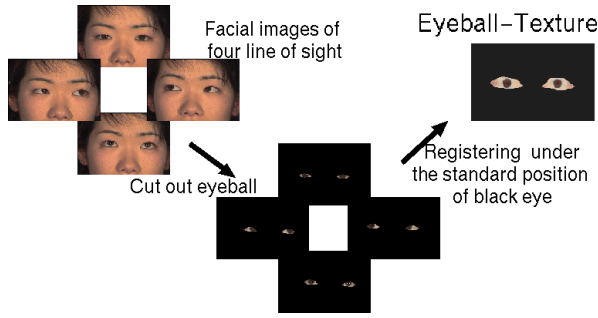 Facial images of
four line of sight
Eyeball-Texture
Cut out eyeball
Registering under
the standard position
of black eye